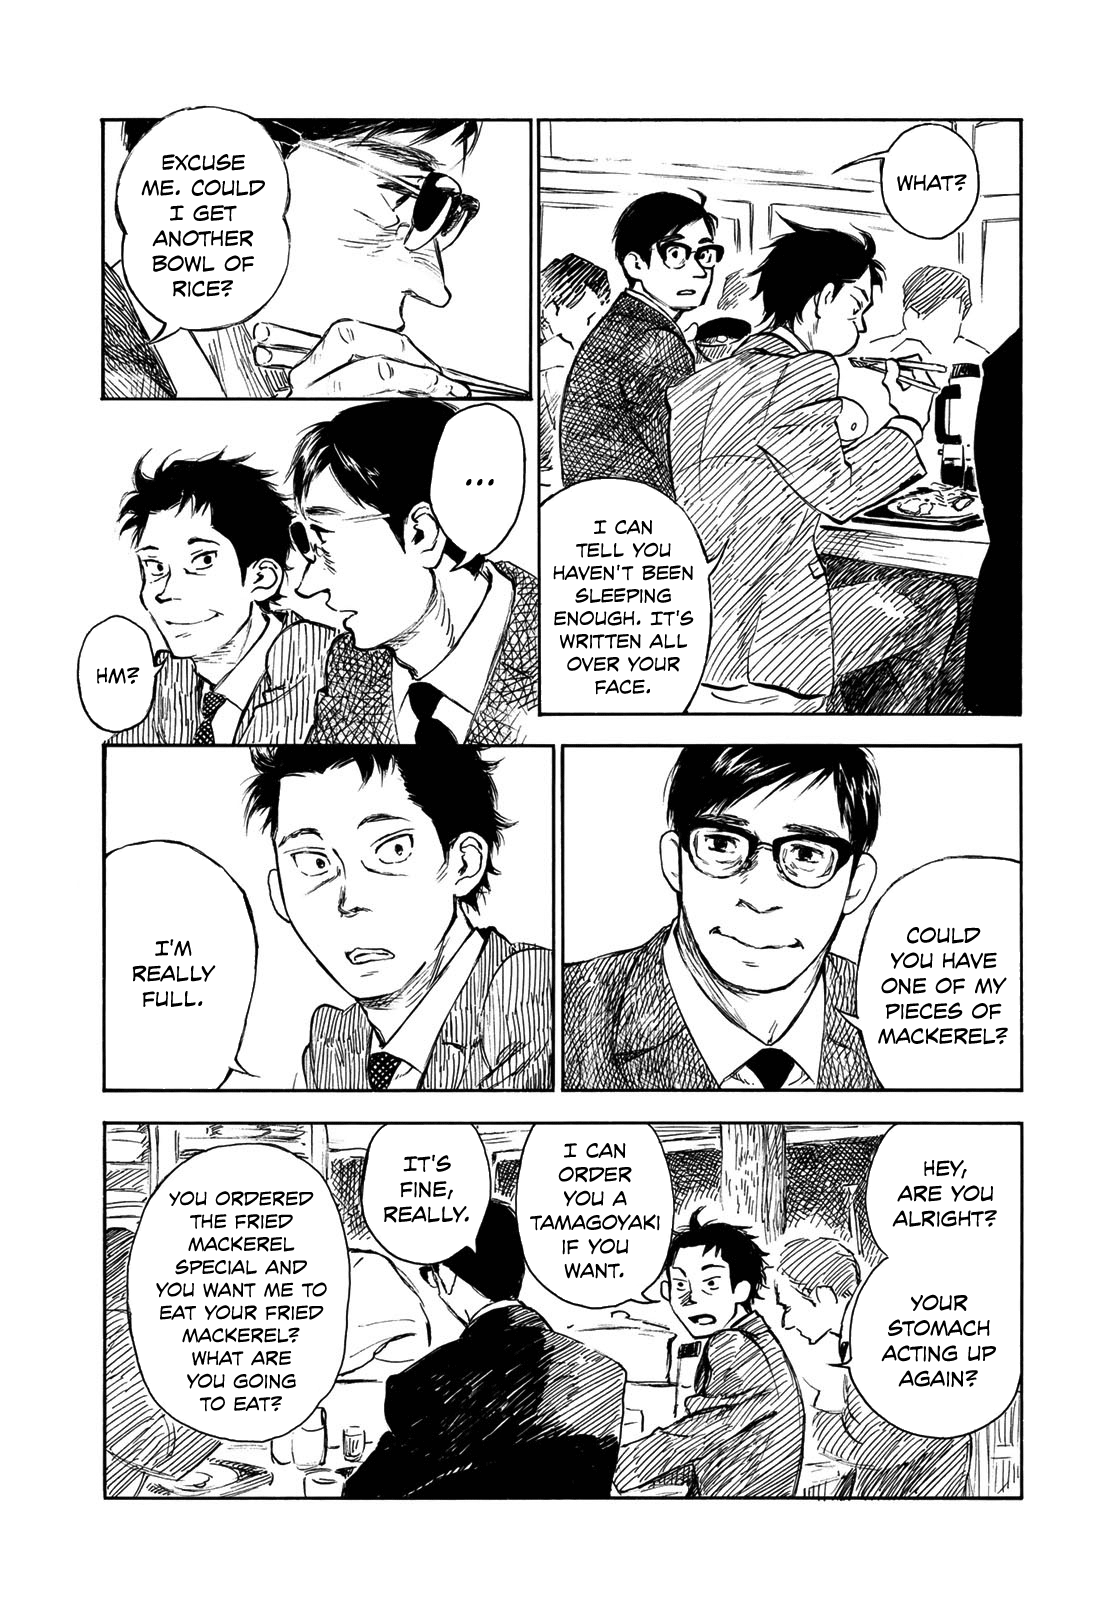 WHAT?
I CAN
TELL YOU
HAVEN'T BEEN
SLEEPING
ENOUGH. IT'S
WRITTEN ALL
OVER YOUR
FACE.
EXCUSE
ME. COULD
I GET
ANOTHER
BOWL OF
RICE?
...
HM?
COULD
YOU HAVE
ONE OF MY
PIECES OF
MACKEREL?
I'M
REALLY
FULL.
HEY,
ARE YOU
ALRIGHT?
YOUR
STOMACH
ACTING UP
AGAIN?
I CAN
ORDER
YOU A
TAMAGOYAKI
IF YOU
WANT.
IT'S
FINE,
REALLY.
YOU ORDERED
THE FRIED
MACKEREL
SPECIAL AND
YOU WANT ME TO
EAT YOUR FRIED
MACKEREL?
WHAT ARE
YOU GOING
TO EAT?